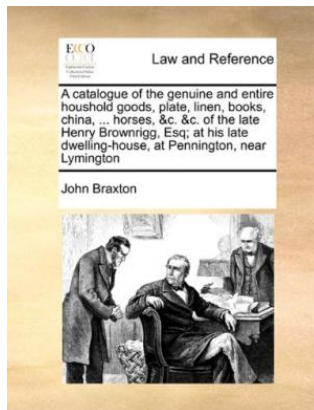 ECCO
Law and Reference
A catalogue of the genuine and entire
houshold goods, plate, linen, books,
china, ... horses, &c. &c. of the late
Henry Brownrigg, Esq; at his late
dwelling-house, at Pennington, near
Lymington
John Braxton